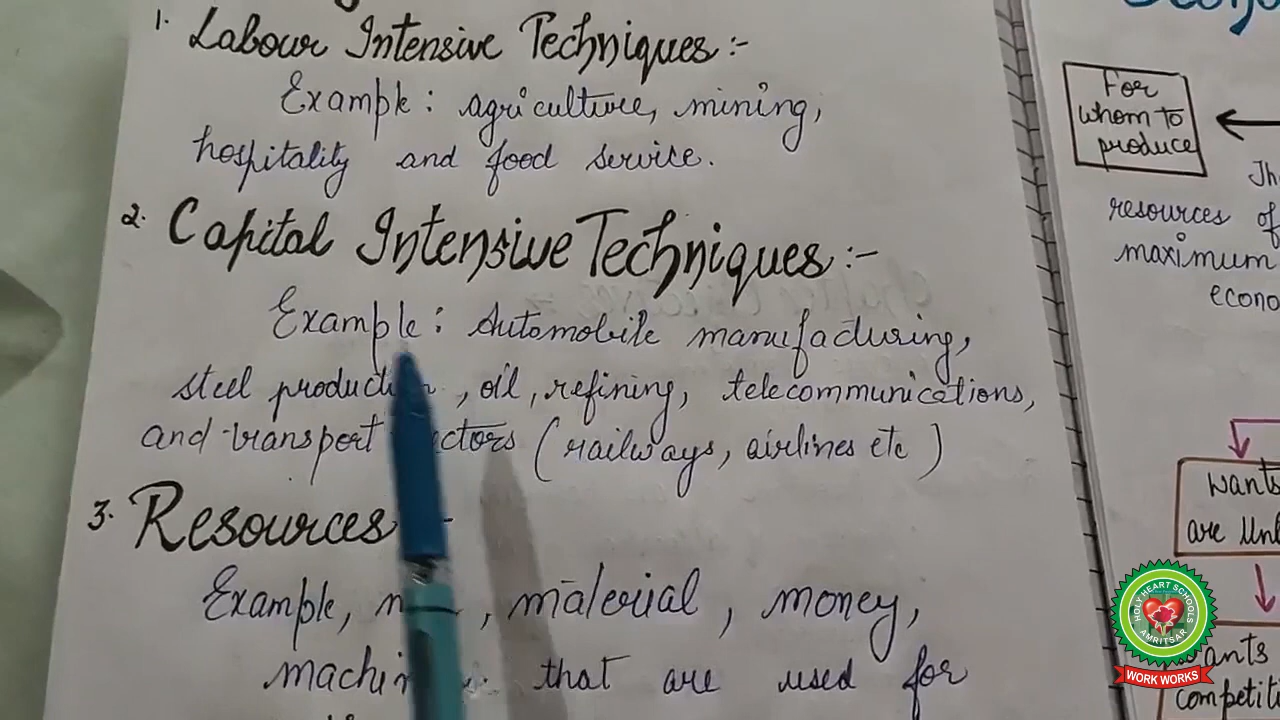 1. Labour Intensive Techniques :-
Example : agriculture, mining,
hospitality and food service.
2. Capital Intensive Techniques :-
Example : Automobile manufacturing,
steel , oil, refining, telecommunications,
and transport (railways, airlines etc)
3. Resources
Example, , material, money,
that are used for
For
whom to
produce
resources of
maximum
wants
are
wants
HOLY HEART SCHOOLS
AMRITSAR
WORK WORKS